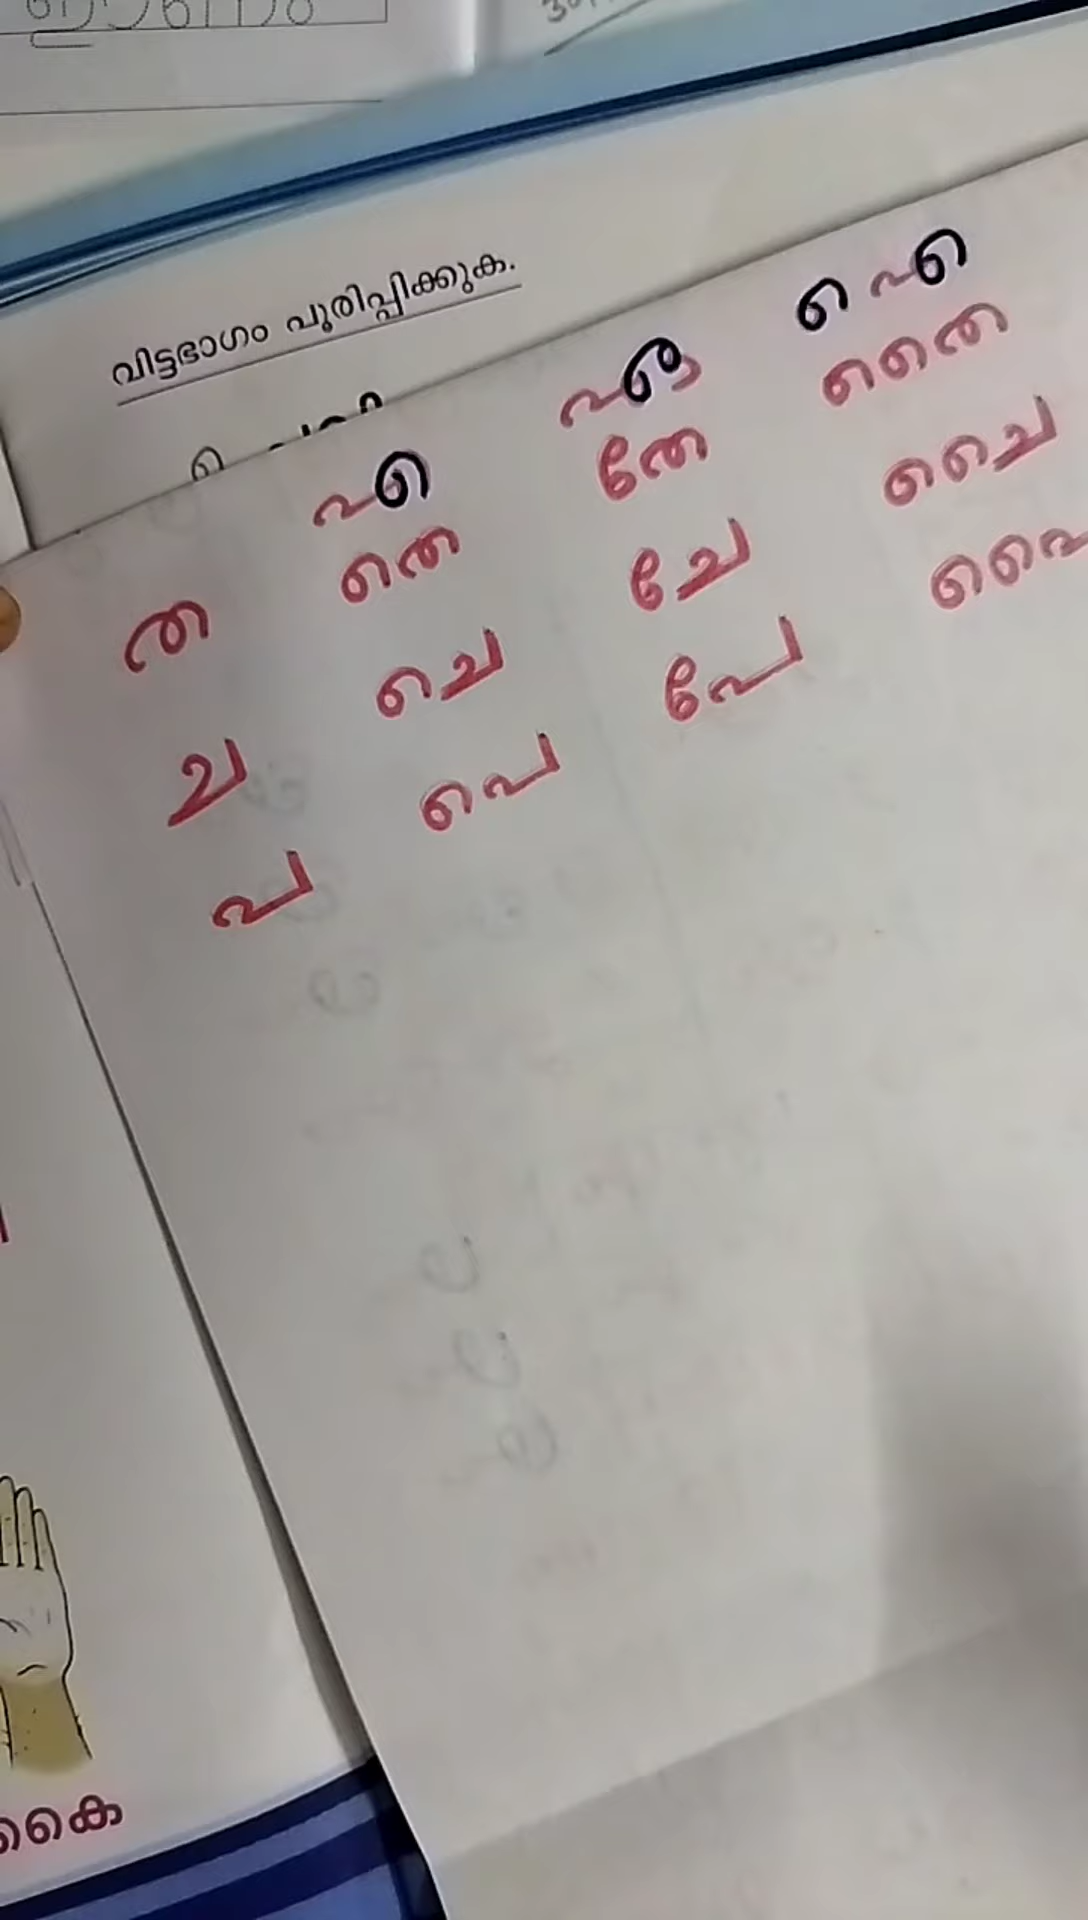 വിട്ടഭാഗം പൂരിപ്പിക്കുക.
എ ഏ ഐ
ത തെ തേ തൈ
ച ചെ ചേ ചൈ
പ പെ പേ പൈ
കൈ